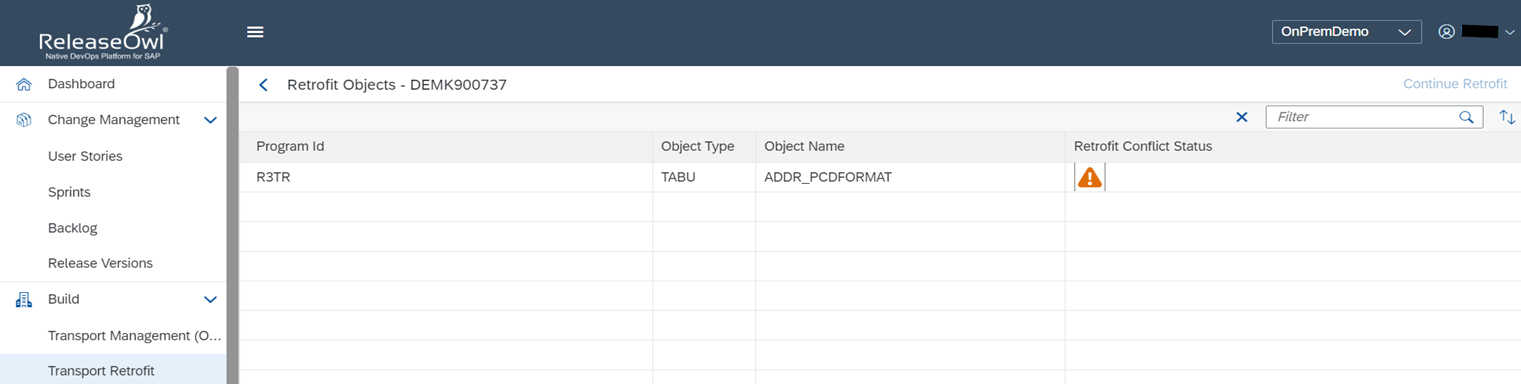 ReleaseOwl®
Native DevOps Platform for SAP
OnPremDemo
Dashboard
Retrofit Objects - DEMK900737
Continue Retrofit
Change Management
Filter
Program Id Object Type Object Name Retrofit Conflict Status
User Stories
R3TR TABU ADDR_PCDFORMAT
Sprints
Backlog
Release Versions
Build
Transport Management (O...
Transport Retrofit